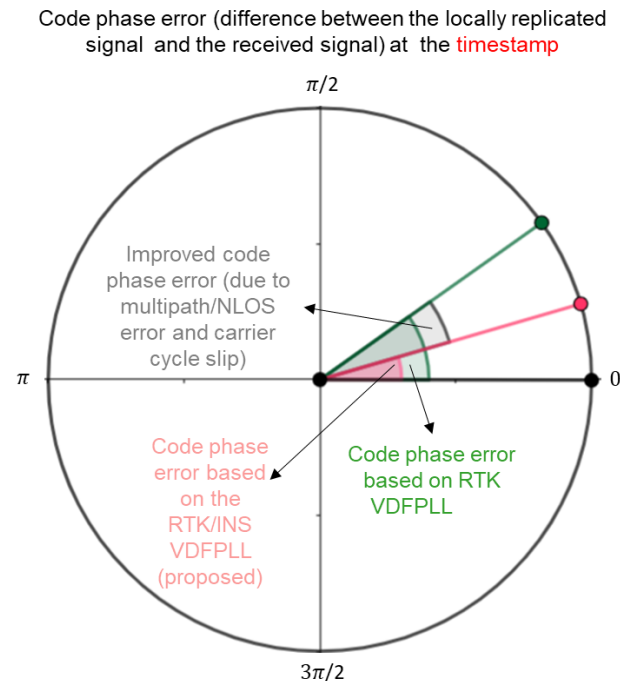 Code phase error (difference between the locally replicated
signal and the received signal) at the timestamp
π/2
Improved code
phase error (due to
multipath/NLOS
error and carrier
cycle slip)
π
0
Code phase
error based
on the
RTK/INS
VDFPLL
(proposed)
Code phase error
based on RTK
VDFPLL
3π/2